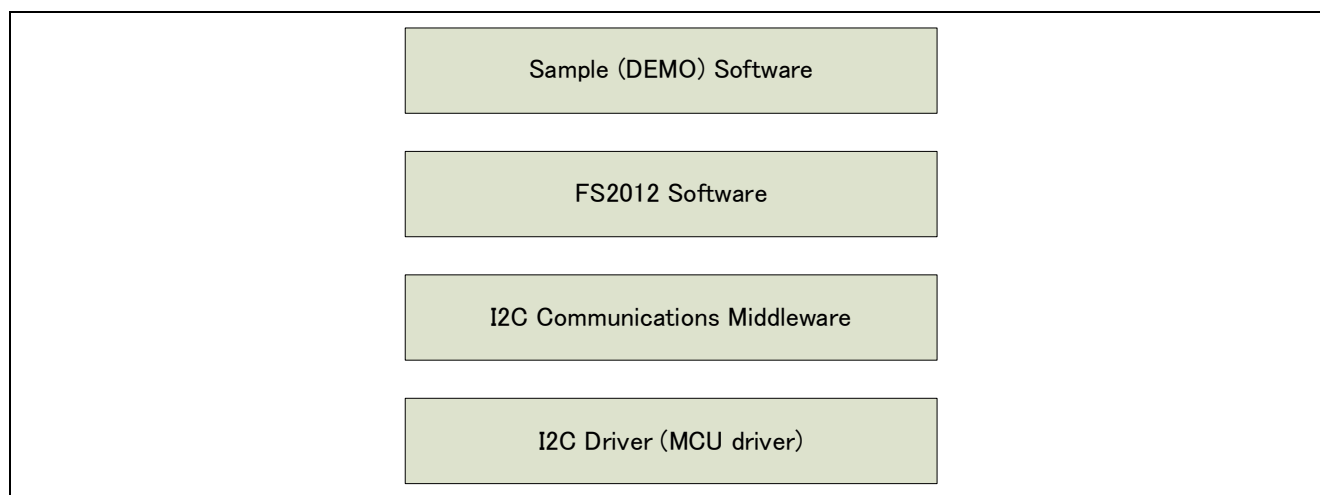 Sample (DEMO) Software
FS2012 Software
I2C Communications Middleware
I2C Driver (MCU driver)